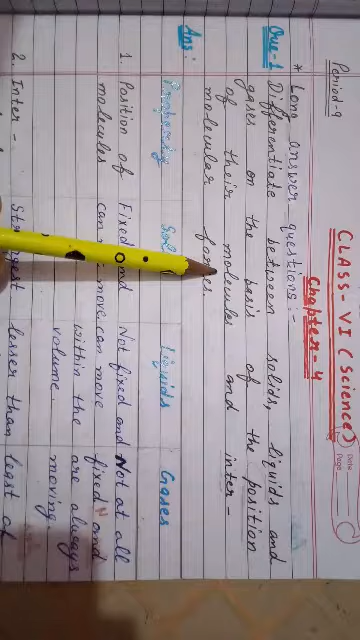 Period-9
CLASS-VI (Science)
Date
Page
Chapter-4
* Long answer questions:-
Que-1 Differentiate between solids, liquids and
gases on the basis of the position
of their molecules and inter-
molecular forces.
Ans:
Property Liquids Gases
1. Position of Fixed and Not fixed and Not at all
molecules move can move fixed and
within the are always
volume. moving.
2. Inter- lesser than least of